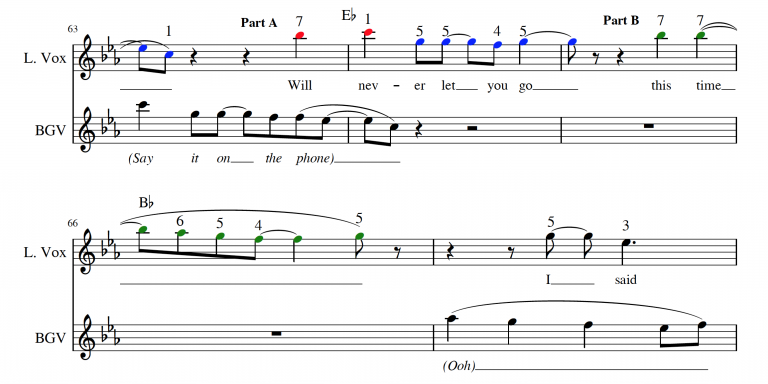 E♭
63 1 Part A 7 1 5 5 4 5 Part B 7 7
L. Vox
Will nev - er let you go this time
BGV
(Say it on the phone)
B♭
66 6 5 4 5 5 3
L. Vox
I said
BGV
(Ooh)